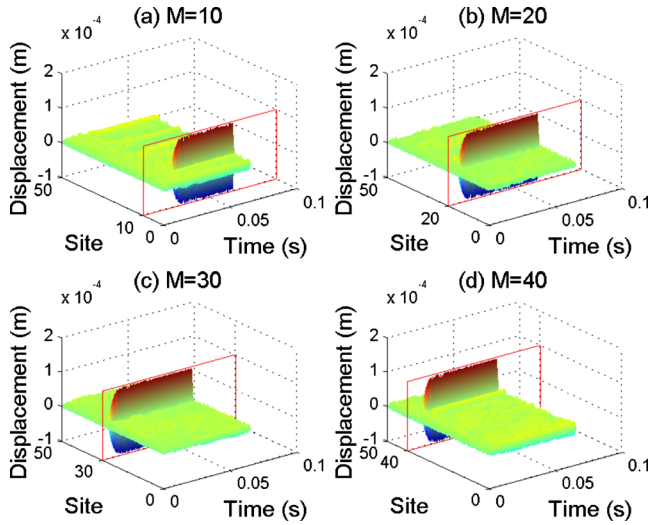 (a) M=10
x 10-4
Displacement (m)
2
1
0
-1
50
10
0
Site
0
0.05
0.1
Time (s)
(b) M=20
x 10-4
Displacement (m)
2
1
0
-1
50
20
0
Site
0
0.05
0.1
Time (s)
(c) M=30
x 10-4
Displacement (m)
2
1
0
-1
50
30
0
Site
0
0.05
0.1
Time (s)
(d) M=40
x 10-4
Displacement (m)
2
1
0
-1
50
40
0
Site
0
0.05
0.1
Time (s)